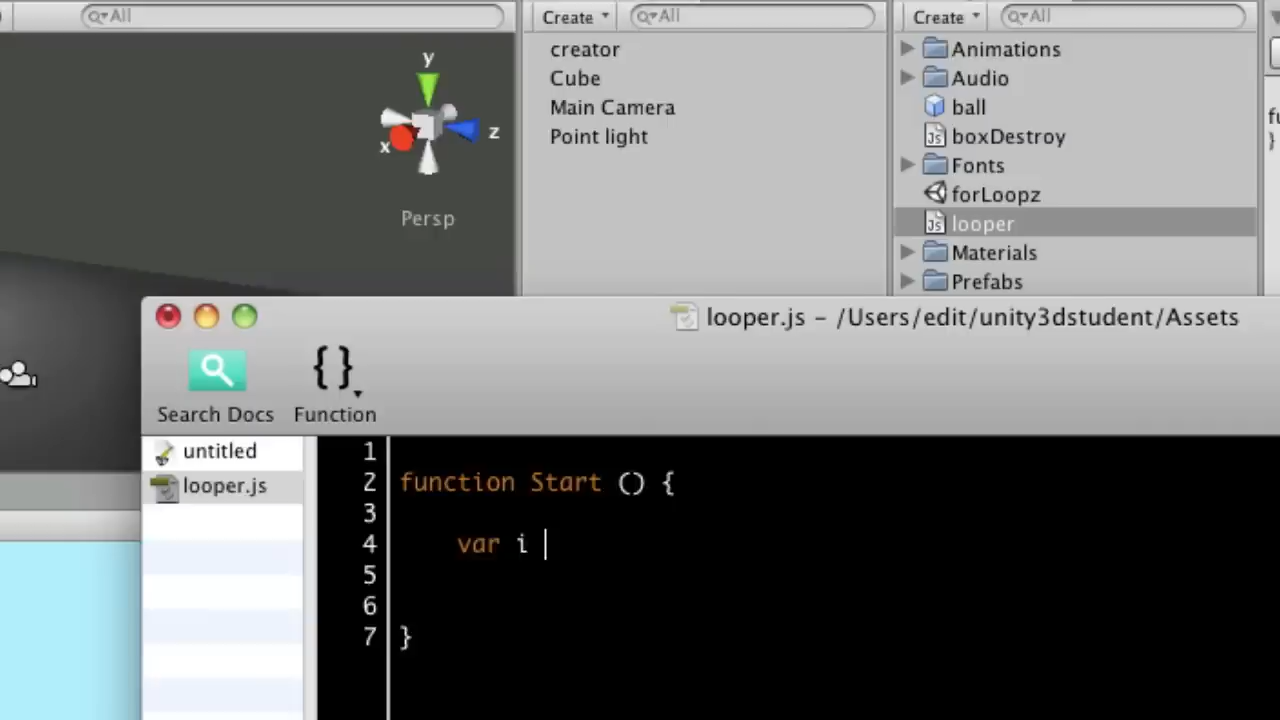 All
Create
All
Create
All
creator
Cube
Main Camera
Point light
Animations
Audio
ball
boxDestroy
Fonts
forLoopz
looper
Materials
Prefabs
y
x
z
Persp
looper.js – /Users/edit/unity3dstudent/Assets
Search Docs
Function
untitled
looper.js
1
2 function Start () {
3
4 var i
5
6
7 }